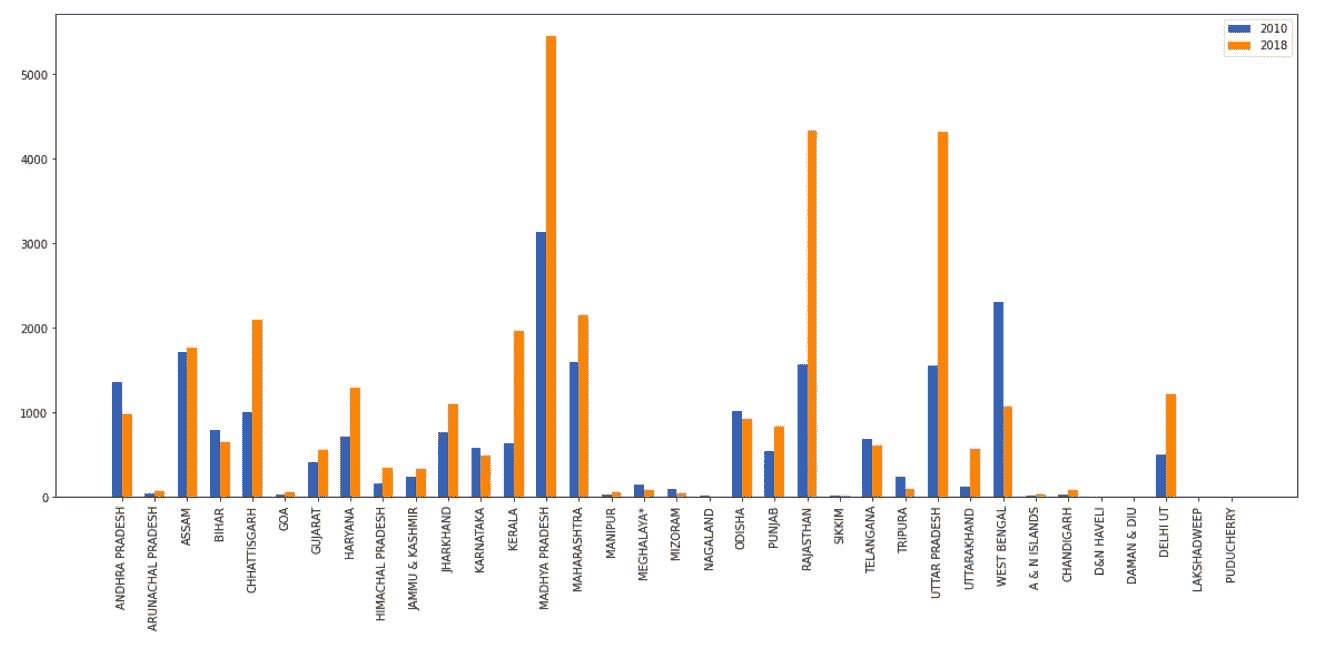 2010
2018
5000
4000
3000
2000
1000
0
ANDHRA PRADESH
ARUNACHAL PRADESH
ASSAM
BIHAR
CHHATTISGARH
GOA
GUJARAT
HARYANA
HIMACHAL PRADESH
JAMMU & KASHMIR
JHARKHAND
KARNATAKA
KERALA
MADHYA PRADESH
MAHARASHTRA
MANIPUR
MEGHALAYA*
MIZORAM
NAGALAND
ODISHA
PUNJAB
RAJASTHAN
SIKKIM
TELANGANA
TRIPURA
UTTAR PRADESH
UTTARAKHAND
WEST BENGAL
A & N ISLANDS
CHANDIGARH
D&N HAVELI
DAMAN & DIU
DELHI UT
LAKSHADWEEP
PUDUCHERRY